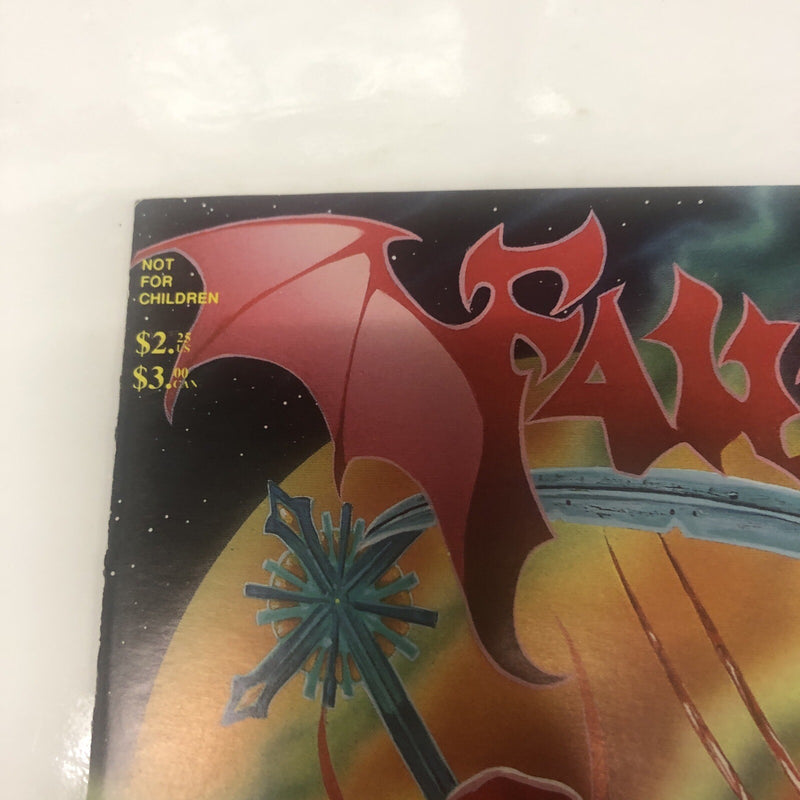 NOT
FOR
CHILDREN
$2.25
US
$3.00
CAN
FAU